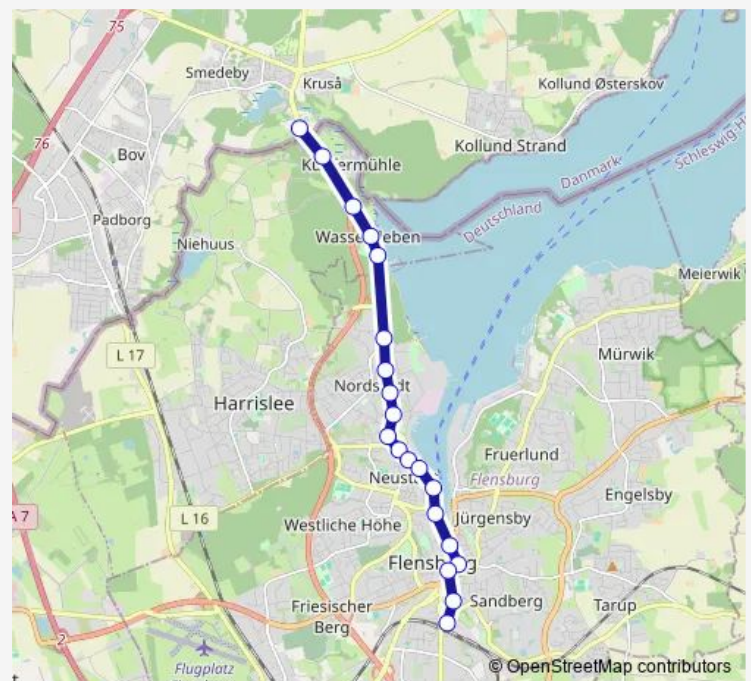 75
Smedeby
Kruså
Kollund Østerskov
76
Bov
Kollund Strand
Danmark
Schleswig-H
Padborg
Niehuus
Deutschland
Meierwik
L 17
Mürwik
Harrislee
Fruerlund
Flensburg
Engelsby
A 7
L 16
Westliche Höhe
Jürgensby
Friesischer
Berg
Sandberg
Tarup
2
Flugplatz
© OpenStreetMap contributors